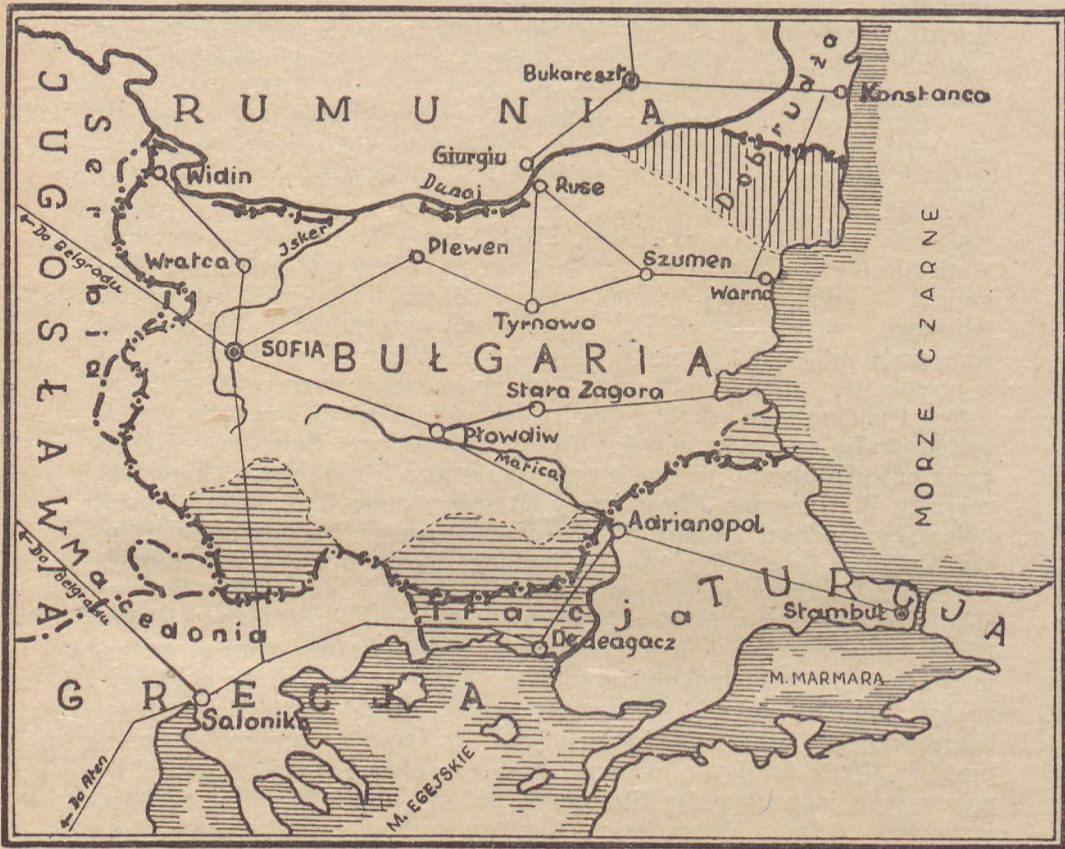 RUMUNIA
Bukareszt
Dobrudża
Konstanca
JUGOSŁAWJA
Serbia
Giurgiu
Widin
Dunaj
Ruse
Isker
Plewen
Szumen
Wratca
Warna
Do Belgradu
Tyrnowo
SOFIA
BUŁGARIA
MORZE CZARNE
Stara Zagora
Płowdiw
Marica
Adrianopol
Do Belgradu
Macedonia
Tracja
TURCJA
Stambuł
Dedeagacz
GRECJA
M. MARMARA
Saloniki
M. EGEJSKIE
Do Aten